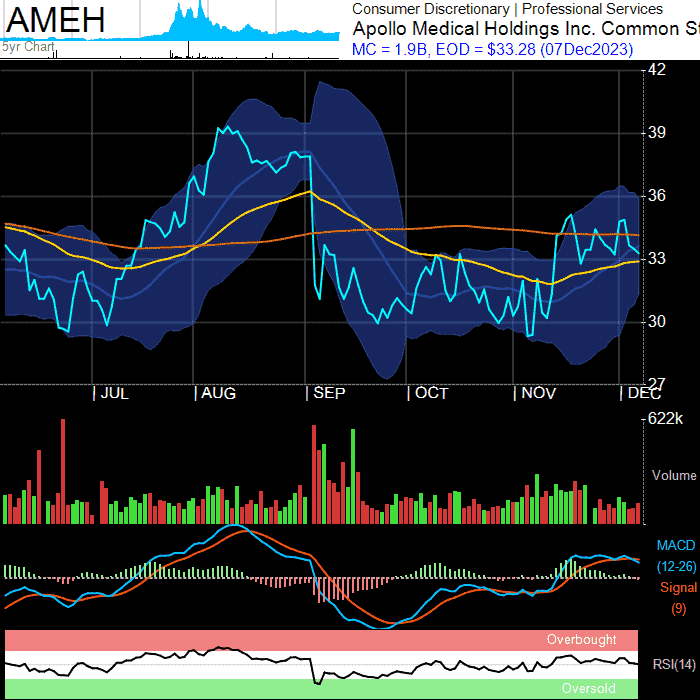 AMEH
5yr Chart
Consumer Discretionary | Professional Services
Apollo Medical Holdings Inc. Common St
MC = 1.9B, EOD = $33.28 (07Dec2023)
42
39
36
33
30
27
| JUL | AUG | SEP | OCT | NOV | DEC
622k
Volume
MACD
(12-26)
Signal
(9)
Overbought
RSI(14)
Oversold